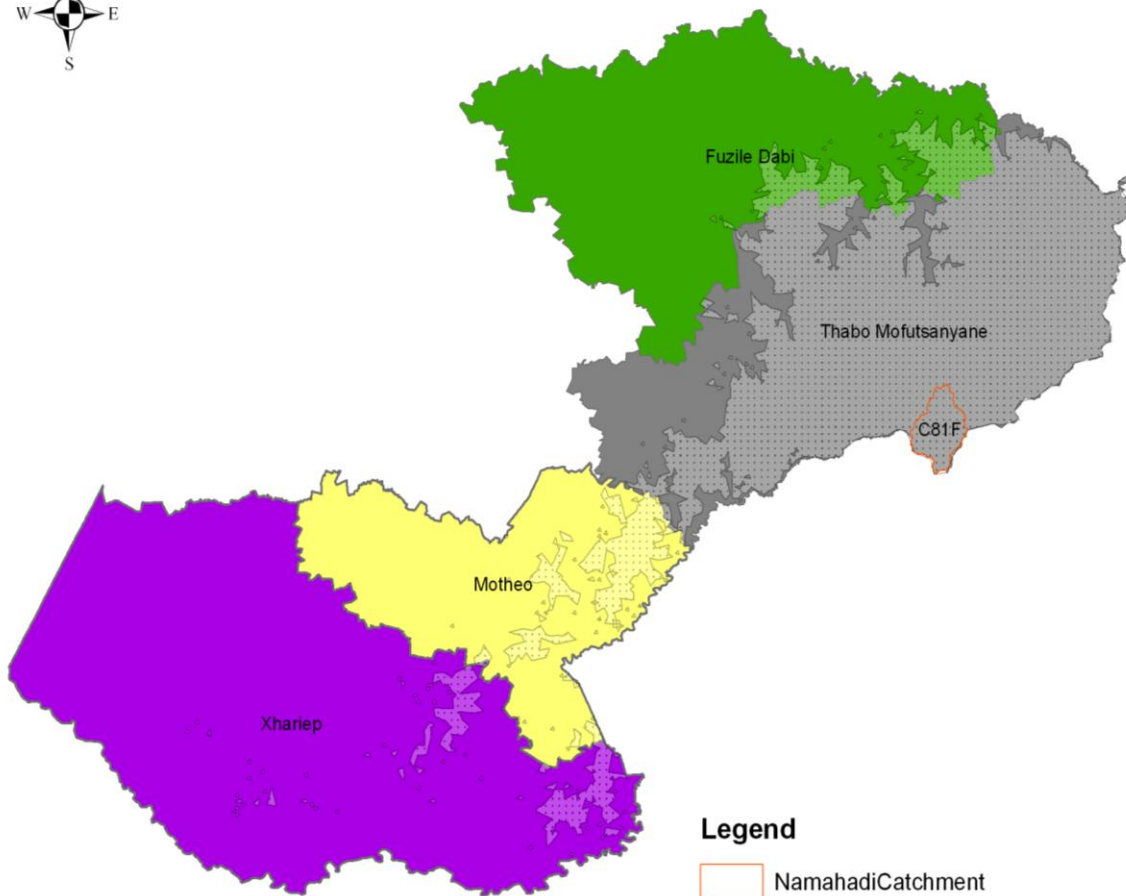 W E
S
Fuzile Dabi
Thabo Mofutsanyane
C81F
Motheo
Xhariep
Legend
NamahadiCatchment